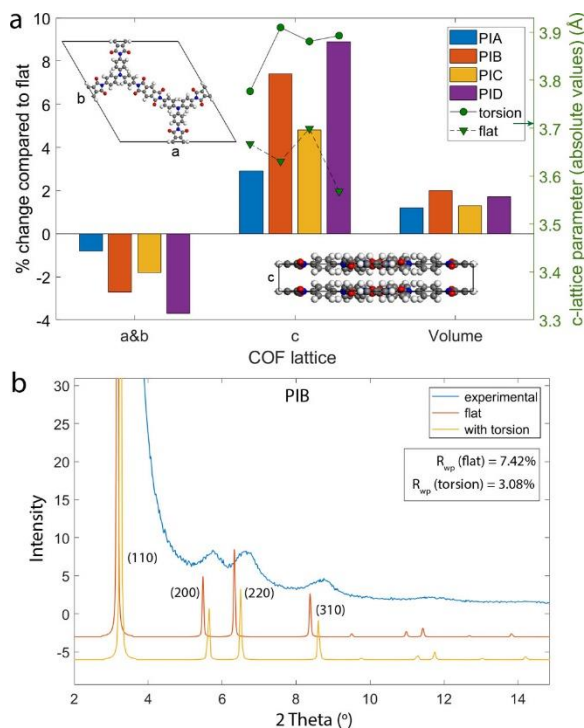 a
% change compared to flat
10
8
6
4
2
0
-2
-4
b
a
c
PIA
PIB
PIC
PID
torsion
flat
3.9
3.8
3.7
3.6
3.5
3.4
3.3
c-lattice parameter (absolute values) (Å)
a&b
c
Volume
COF lattice
b
PIB
Intensity
30
25
20
15
10
5
0
-5
experimental
flat
with torsion
Rwp (flat) = 7.42%
Rwp (torsion) = 3.08%
(110)
(200)
(220)
(310)
2
4
6
8
10
12
14
2 Theta (º)